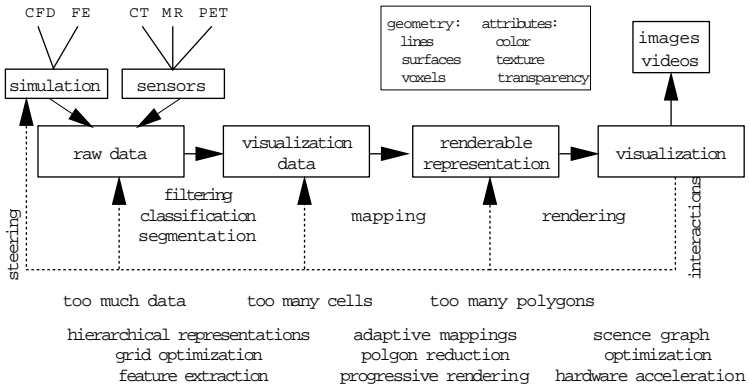 CFD FE CT MR PET
geometry: attributes:
lines color
surfaces texture
voxels transparency
images
videos
simulation sensors
raw data
visualization
data
renderable
representation
visualization
filtering
classification
segmentation
mapping
rendering
steering
interactions
too much data too many cells too many polygons
hierarchical representations adaptive mappings scence graph
grid optimization polgon reduction optimization
feature extraction progressive rendering hardware acceleration